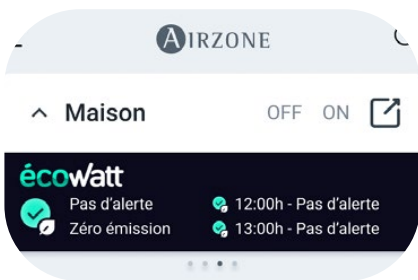 AIRZONE
Maison OFF ON
écowatt
Pas d'alerte
Zéro émission
12:00h - Pas d'alerte
13:00h - Pas d'alerte